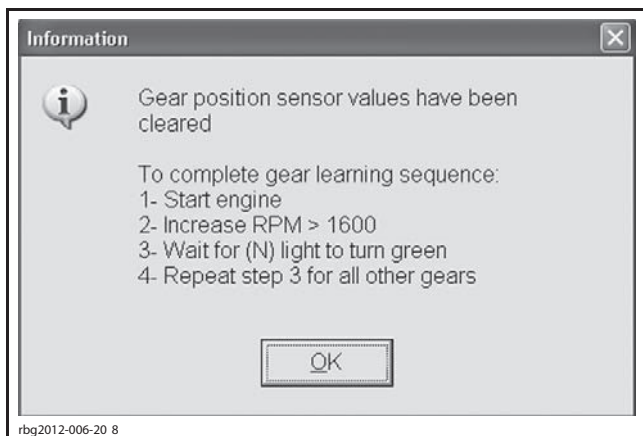 Information
Gear position sensor values have been
cleared
To complete gear learning sequence:
1- Start engine
2- Increase RPM > 1600
3- Wait for (N) light to turn green
4- Repeat step 3 for all other gears
OK
rbg2012-006-20 8